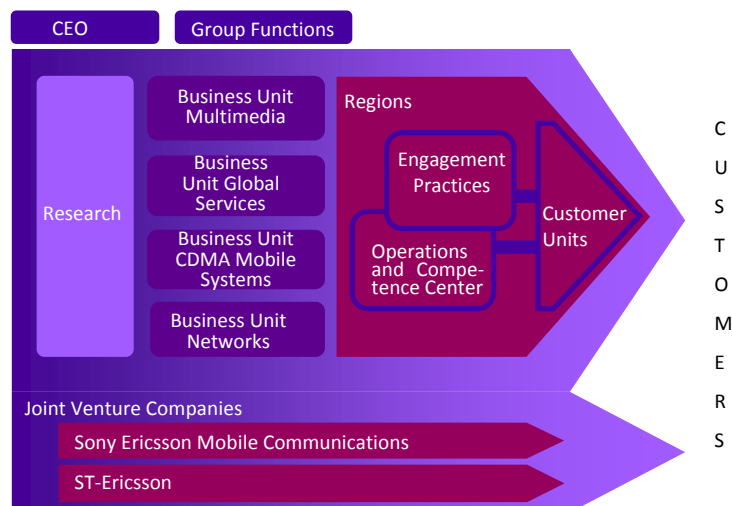 CEO
Group Functions
Research
Business Unit
Multimedia
Business
Unit Global
Services
Business Unit
CDMA Mobile
Systems
Business Unit
Networks
Regions
Engagement
Practices
Operations
and Compe-
tence Center
Customer
Units
Joint Venture Companies
Sony Ericsson Mobile Communications
ST-Ericsson
C
U
S
T
O
M
E
R
S